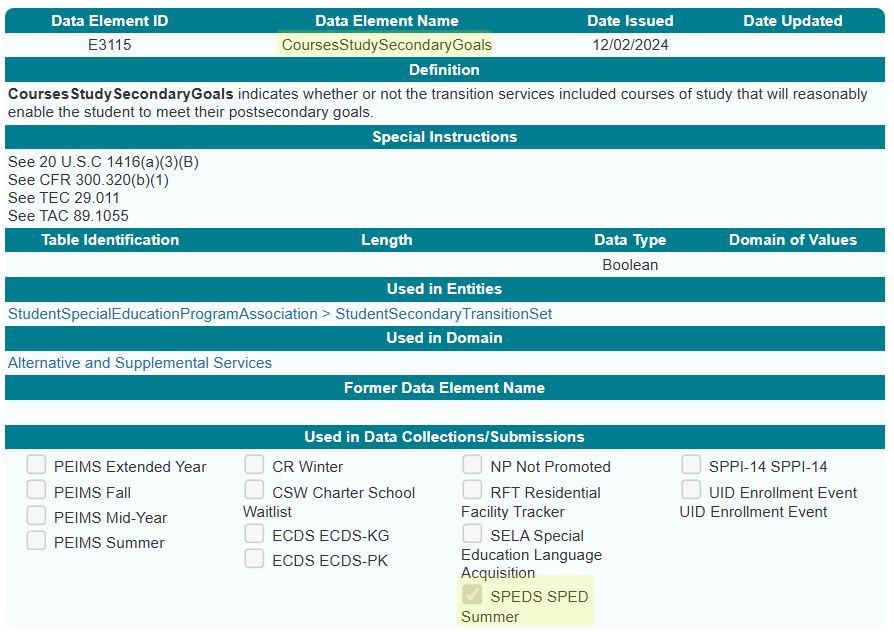 Data Element ID Data Element Name Date Issued Date Updated
E3115 CoursesStudySecondaryGoals 12/02/2024
Definition
CoursesStudySecondaryGoals indicates whether or not the transition services included courses of study that will reasonably
enable the student to meet their postsecondary goals.
Special Instructions
See 20 U.S.C 1416(a)(3)(B)
See CFR 300.320(b)(1)
See TEC 29.011
See TAC 89.1055
Table Identification Length Data Type Domain of Values
Boolean
Used in Entities
StudentSpecialEducationProgramAssociation > StudentSecondaryTransitionSet
Used in Domain
Alternative and Supplemental Services
Former Data Element Name
Used in Data Collections/Submissions
PEIMS Extended Year
PEIMS Fall
PEIMS Mid-Year
PEIMS Summer
CR Winter
CSW Charter School
Waitlist
ECDS ECDS-KG
ECDS ECDS-PK
NP Not Promoted
RFT Residential
Facility Tracker
SELA Special
Education Language
Acquisition
SPEDS SPED
Summer
SPPI-14 SPPI-14
UID Enrollment Event
UID Enrollment Event